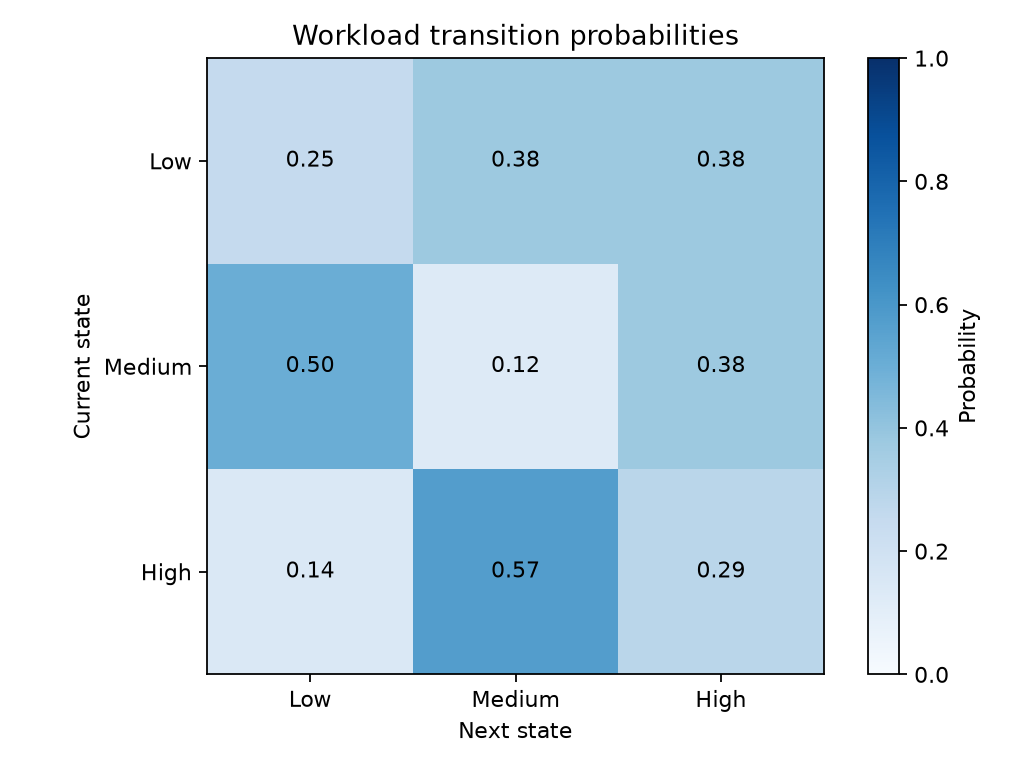 Workload transition probabilities
1.0
Low 0.25 0.38 0.38
0.8
0.6
Current state
Medium 0.50 0.12 0.38
Probability
0.4
0.2
High 0.14 0.57 0.29
0.0
Low Medium High
Next state